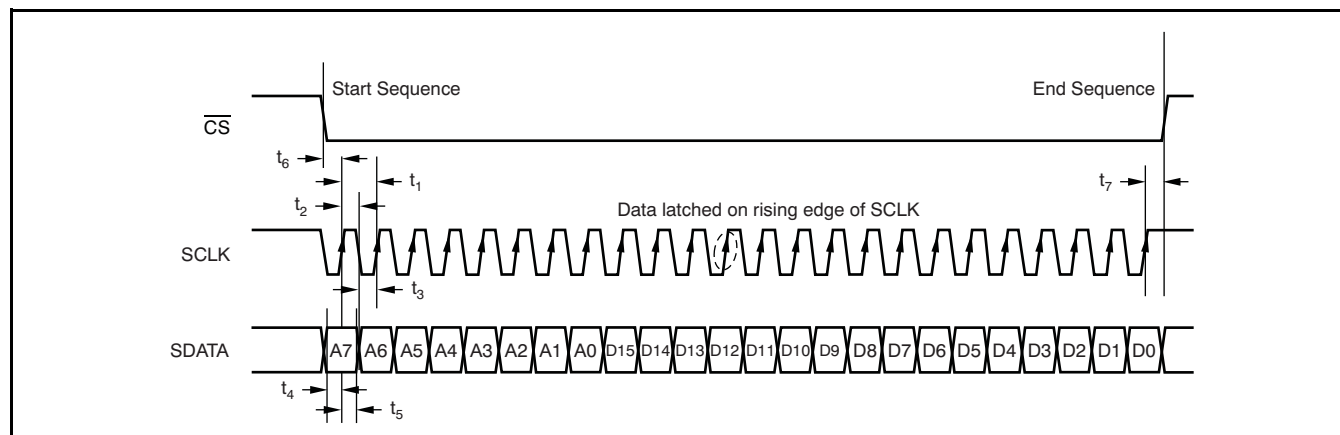 Start Sequence
End Sequence
CS
t6
t1
t7
t2
Data latched on rising edge of SCLK
SCLK
t3
SDATA
A7 A6 A5 A4 A3 A2 A1 A0 D15 D14 D13 D12 D11 D10 D9 D8 D7 D6 D5 D4 D3 D2 D1 D0
t4
t5